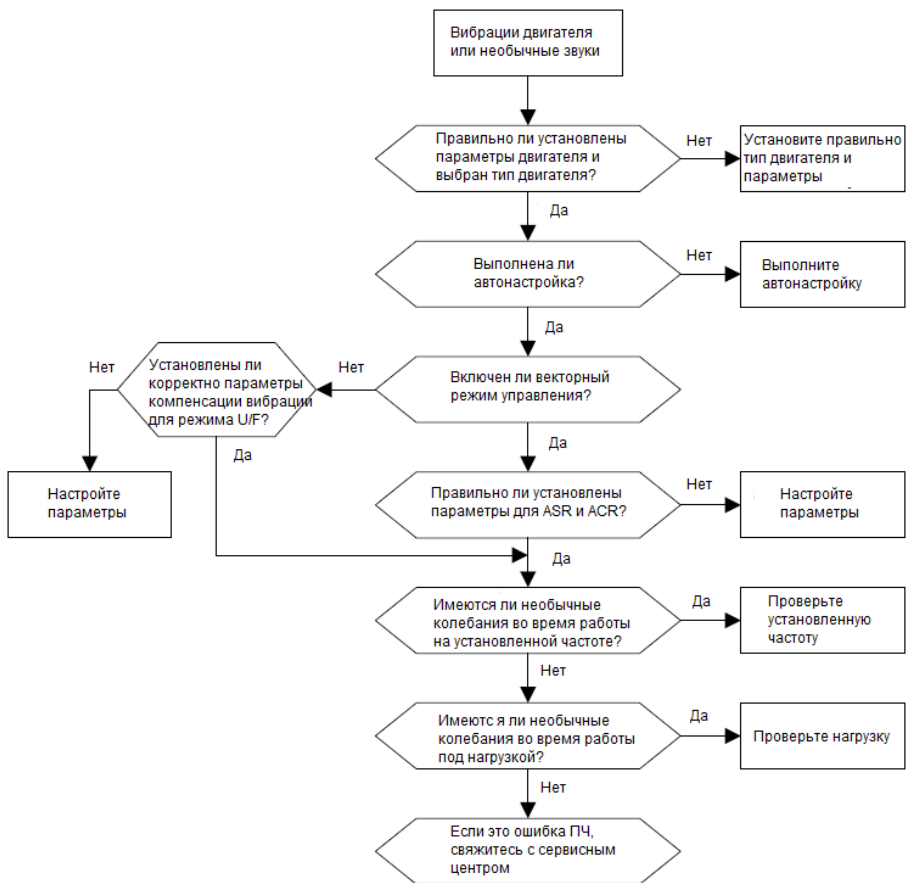 Вибрации двигателя
или необычные звуки
Правильно ли установлены
параметры двигателя и
выбран тип двигателя?
Нет
Установите правильно
тип двигателя и
параметры
Да
Выполнена ли
автонастройка?
Нет
Выполните
автонастройку
Да
Включен ли векторный
режим управления?
Нет
Установлены ли
корректно параметры
компенсации вибрации
для режима U/F?
Нет
Настройте
параметры
Да
Да
Правильно ли установлены
параметры для ASR и ACR?
Нет
Настройте
параметры
Да
Имеются ли необычные
колебания во время работы
на установленной частоте?
Да
Проверьте
установленную
частоту
Нет
Имеютс я ли необычные
колебания во время работы
под нагрузкой?
Да
Проверьте нагрузку
Нет
Если это ошибка ПЧ,
свяжитесь с сервисным
центром